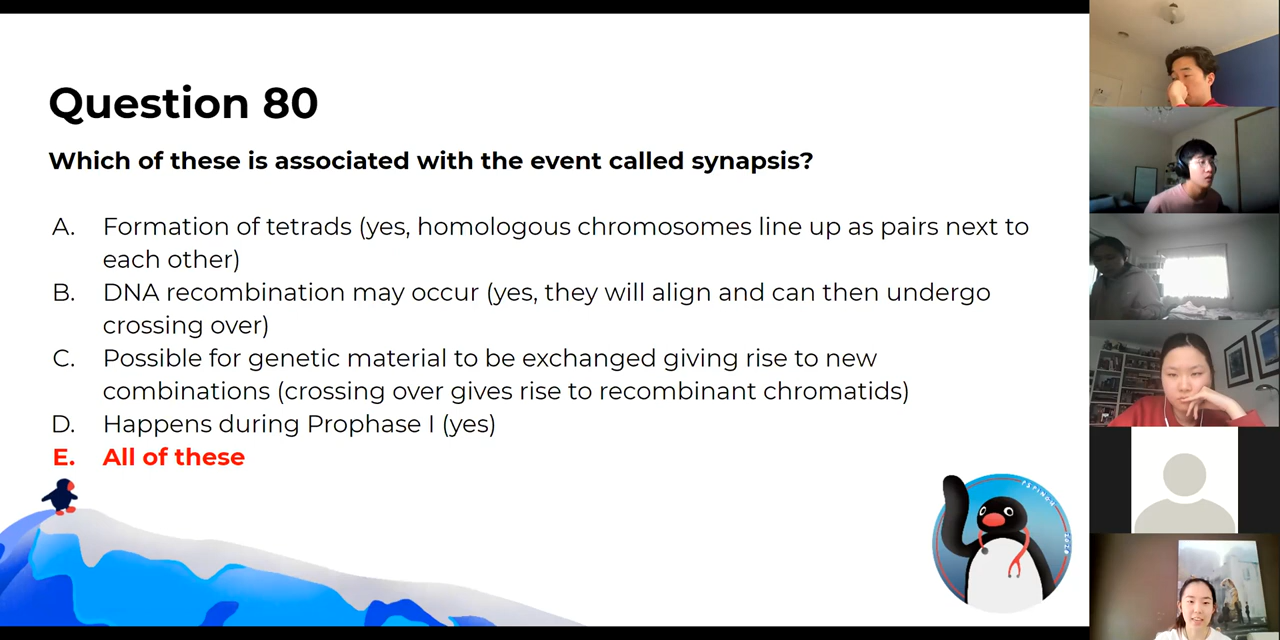 Question 80
Which of these is associated with the event called synapsis?
A. Formation of tetrads (yes, homologous chromosomes line up as pairs next to
each other)
B. DNA recombination may occur (yes, they will align and can then undergo
crossing over)
C. Possible for genetic material to be exchanged giving rise to new
combinations (crossing over gives rise to recombinant chromatids)
D. Happens during Prophase I (yes)
E. All of these